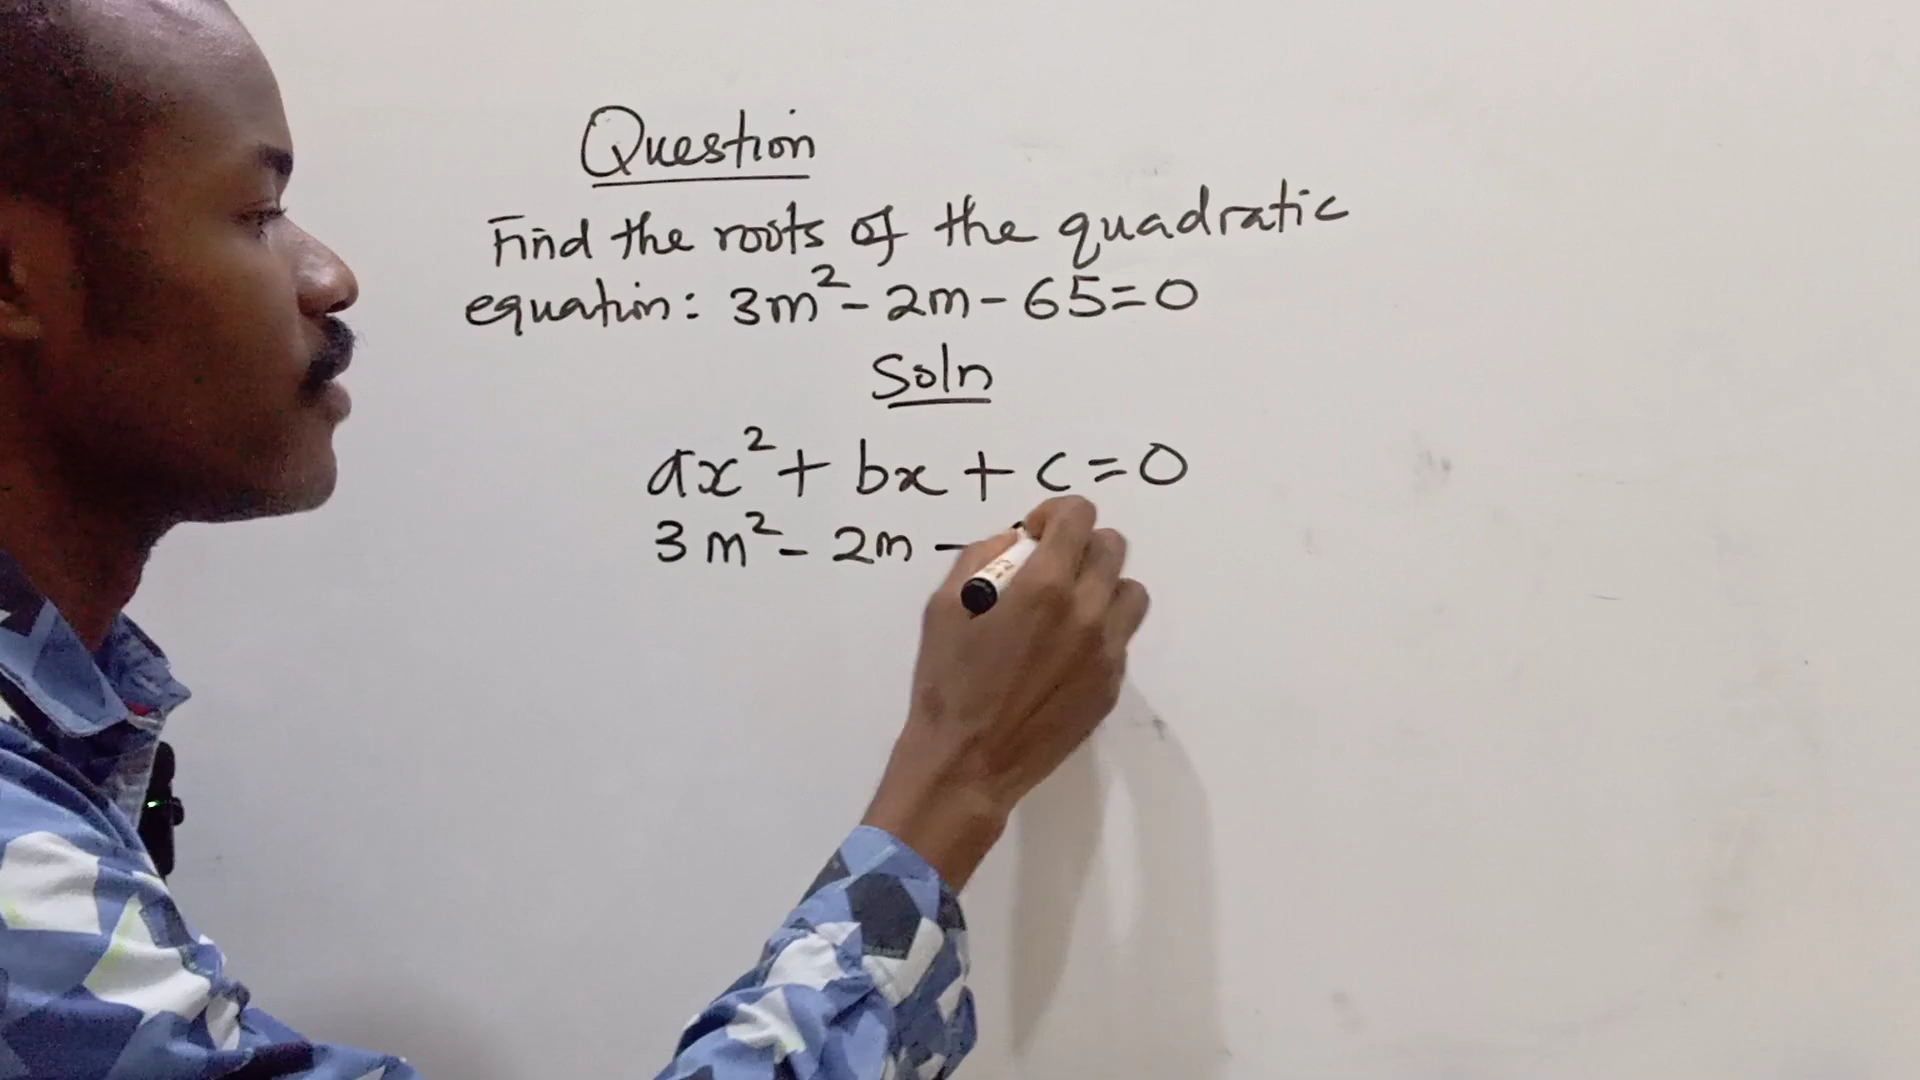 Question
Find the roots of the quadratic
equation: 3m² - 2m - 65 = 0
Soln
ax² + bx + c = 0
3m² - 2m -